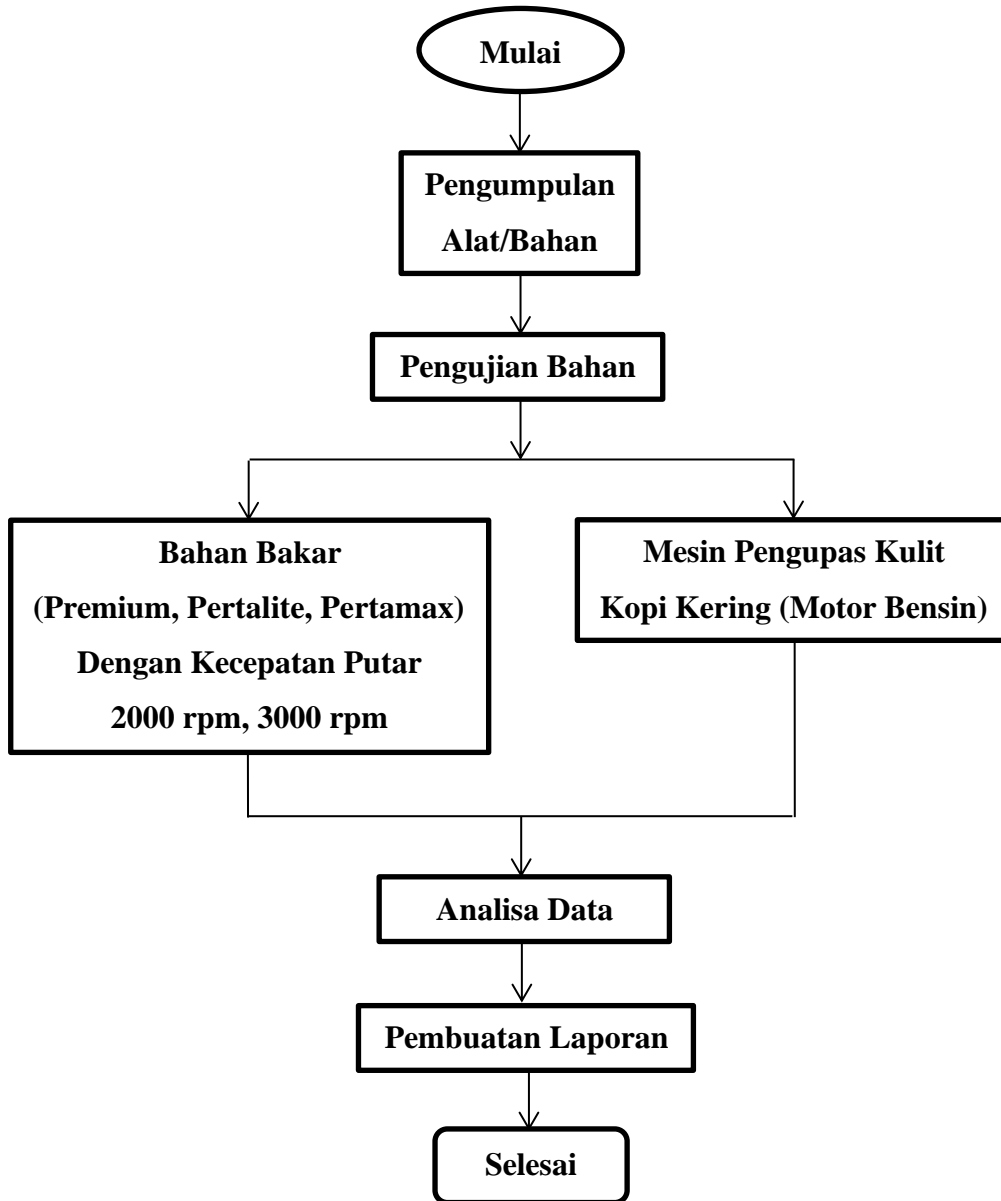 Mulai
Pengumpulan
Alat/Bahan
Pengujian Bahan
Bahan Bakar
(Premium, Pertalite, Pertamax)
Dengan Kecepatan Putar
2000 rpm, 3000 rpm
Mesin Pengupas Kulit
Kopi Kering (Motor Bensin)
Analisa Data
Pembuatan Laporan
Selesai